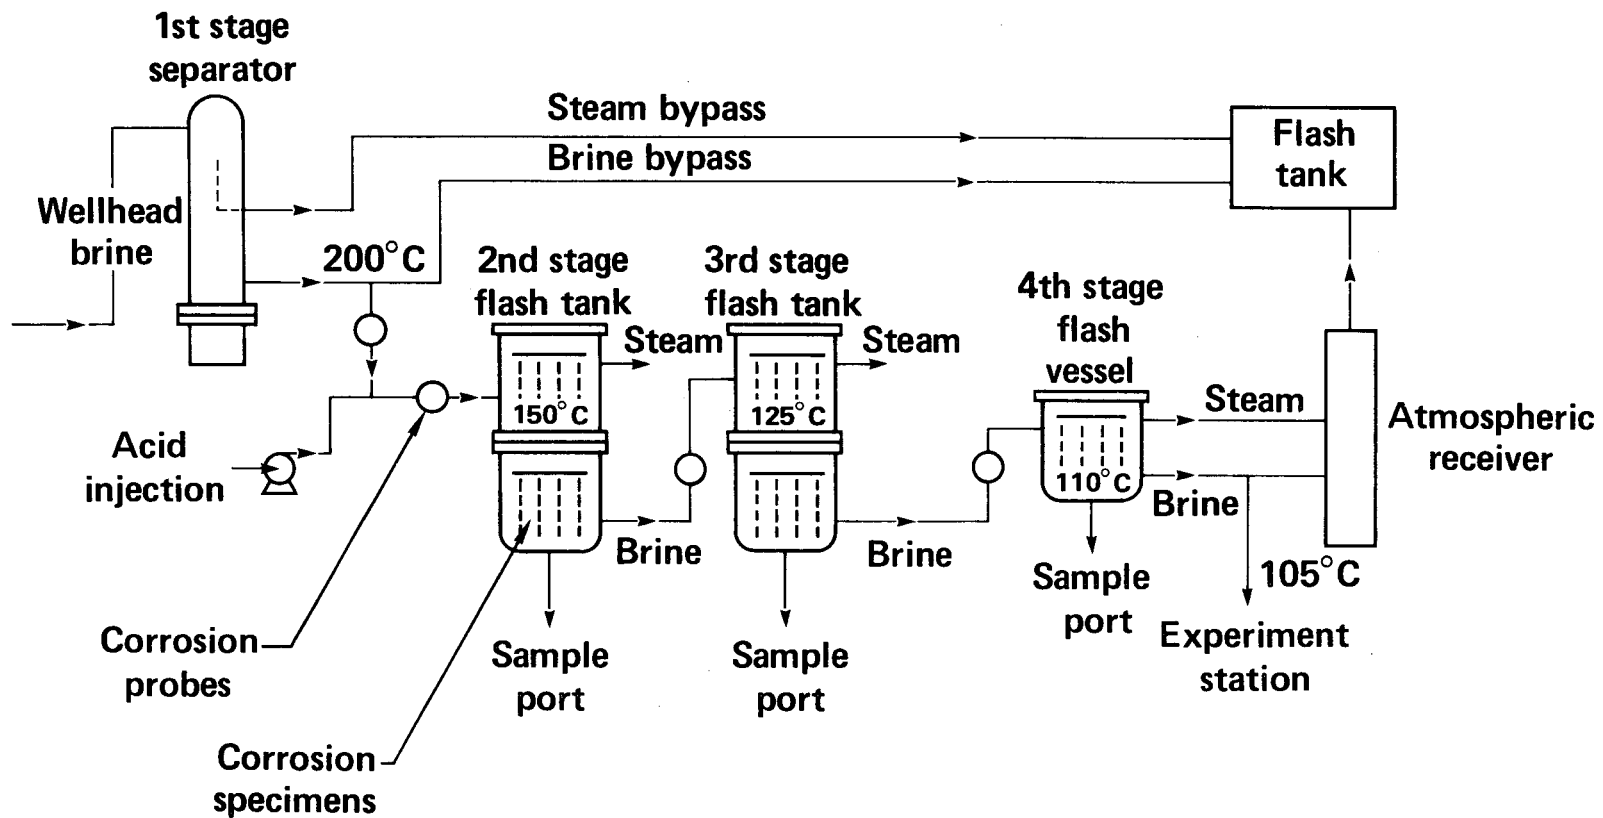 1st stage
separator
Steam bypass
Brine bypass
Flash
tank
Wellhead
brine
200°C
2nd stage
flash tank
3rd stage
flash tank
4th stage
flash
vessel
Steam
Steam
150°C
125°C
110°C
Steam
Brine
Atmospheric
receiver
Acid
injection
Brine
Brine
Sample
port
105°C
Experiment
station
Corrosion
probes
Sample
port
Sample
port
Corrosion
specimens